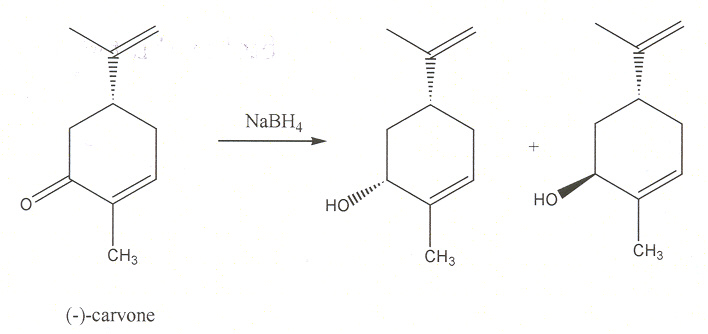 NaBH4
+
O
HO
HO
CH3
CH3
CH3
(-)-carvone